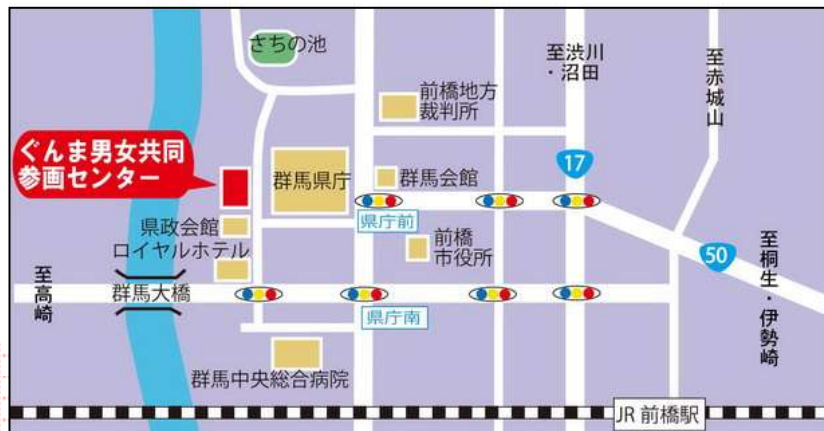 さちの池
前橋地方
裁判所
至渋川
・沼田
至赤城山
ぐんま男女共同
参画センター
群馬県庁
群馬会館
17
県庁前
県政会館
ロイヤルホテル
前橋
市役所
50
至高崎
群馬大橋
県庁南
至桐生・伊勢崎
群馬中央総合病院
JR 前橋駅